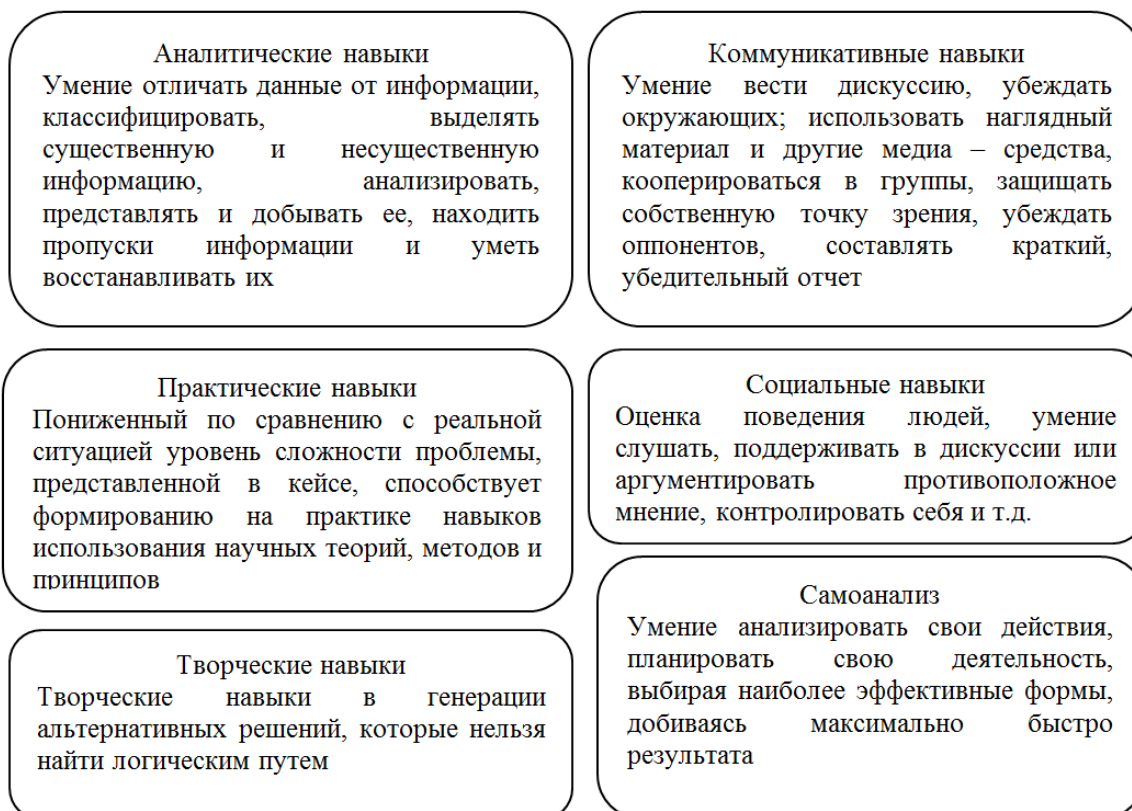 Аналитические навыки
Умение отличать данные от информации,
классифицировать, выделять
существенную и несущественную
информацию, анализировать,
представлять и добывать ее, находить
пропуски информации и уметь
восстанавливать их
Коммуникативные навыки
Умение вести дискуссию, убеждать
окружающих; использовать наглядный
материал и другие медиа – средства,
кооперироваться в группы, защищать
собственную точку зрения, убеждать
оппонентов, составлять краткий,
убедительный отчет
Практические навыки
Пониженный по сравнению с реальной
ситуацией уровень сложности проблемы,
представленной в кейсе, способствует
формированию на практике навыков
использования научных теорий, методов и
принципов
Социальные навыки
Оценка поведения людей, умение
слушать, поддерживать в дискуссии или
аргументировать противоположное
мнение, контролировать себя и т.д.
Творческие навыки
Творческие навыки в генерации
альтернативных решений, которые нельзя
найти логическим путем
Самоанализ
Умение анализировать свои действия,
планировать свою деятельность,
выбирая наиболее эффективные формы,
добиваясь максимально быстро
результата